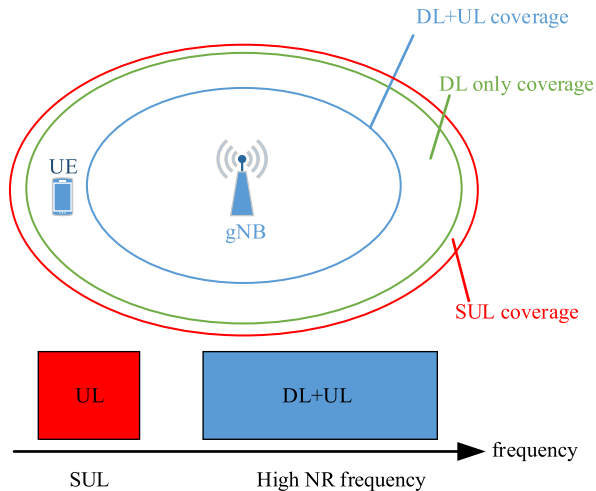 DL+UL coverage
DL only coverage
UE
gNB
SUL coverage
UL
DL+UL
frequency
SUL
High NR frequency